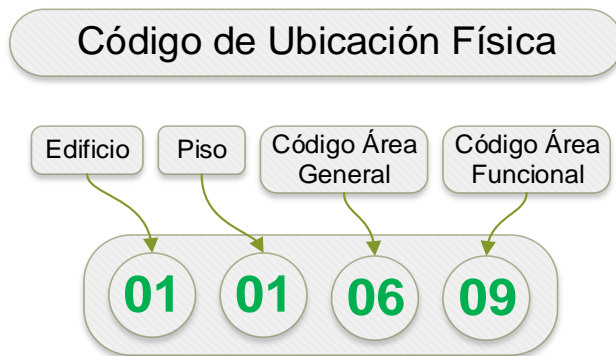 Código de Ubicación Física
Edificio
Piso
Código Área
General
Código Área
Funcional
01
01
06
09